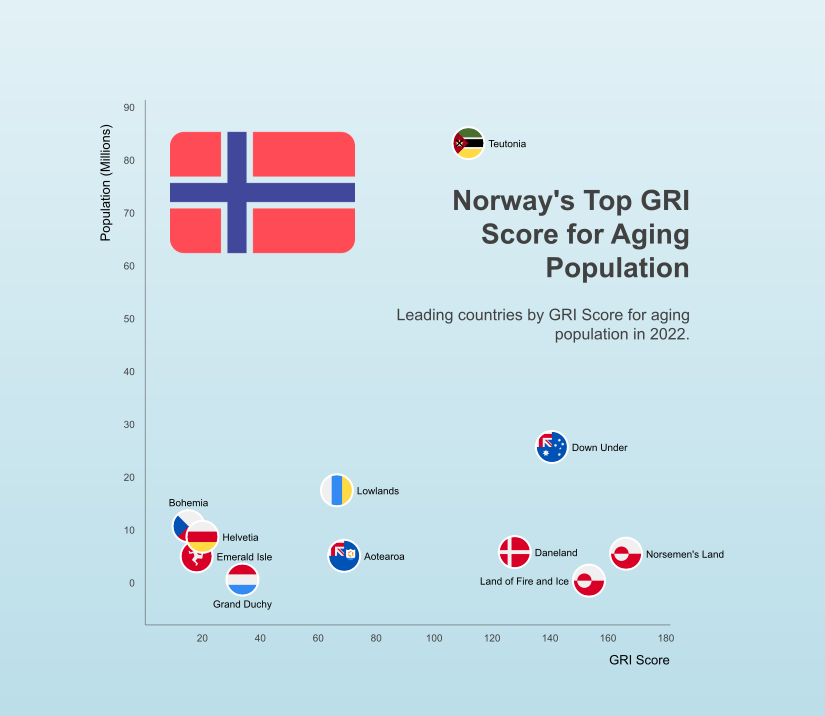 90
80
70
60
50
40
30
20
10
0
Population (Millions)
Teutonia
Norway's Top GRI
Score for Aging
Population
Leading countries by GRI Score for aging
population in 2022.
Down Under
Lowlands
Bohemia
Helvetia
Emerald Isle
Aotearoa
Daneland
Norsemen's Land
Land of Fire and Ice
Grand Duchy
20 40 60 80 100 120 140 160 180
GRI Score